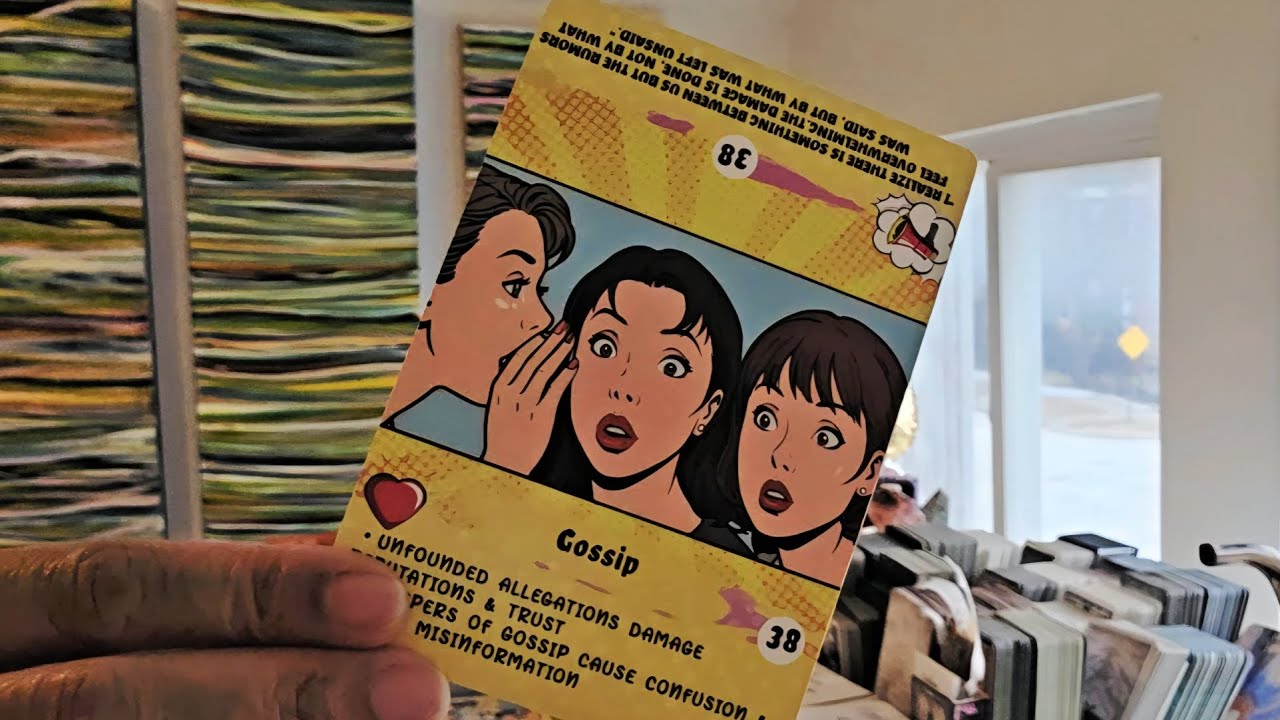 "I REALIZE THERE IS SOMETHING BETWEEN US BUT THE RUMORS
FEEL OVERWHELMING. THE DAMAGE IS DONE, NOT BY WHAT
WAS SAID, BUT BY WHAT WAS LEFT UNSAID."
38
Gossip
• UNFOUNDED ALLEGATIONS DAMAGE
& TRUST
OF GOSSIP CAUSE CONFUSION
MISINFORMATION
38